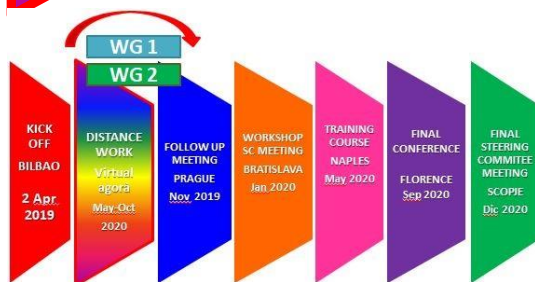 WG 1
WG 2
KICK
OFF
BILBAO
2 Apr
2019
DISTANCE
WORK
Virtual
agora
May-Oct
2020
FOLLOW UP
MEETING
PRAGUE
Nov 2019
WORKSHOP
SC MEETING
BRATISLAVA
Jan 2020
TRAINING
COURSE
NAPLES
May 2020
FINAL
CONFERENCE
FLORENCE
Sep 2020
FINAL
STEERING
COMMITEE
MEETING
SCOPIE
Dic 2020